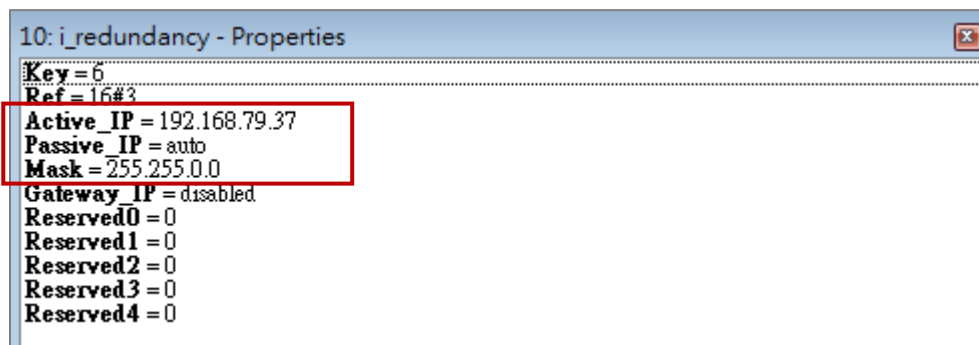 10: i_redundancy - Properties
Key = 6
Ref = 16#3
Active_IP = 192.168.79.37
Passive_IP = auto
Mask = 255.255.0.0
Gateway_IP = disabled
Reserved0 = 0
Reserved1 = 0
Reserved2 = 0
Reserved3 = 0
Reserved4 = 0